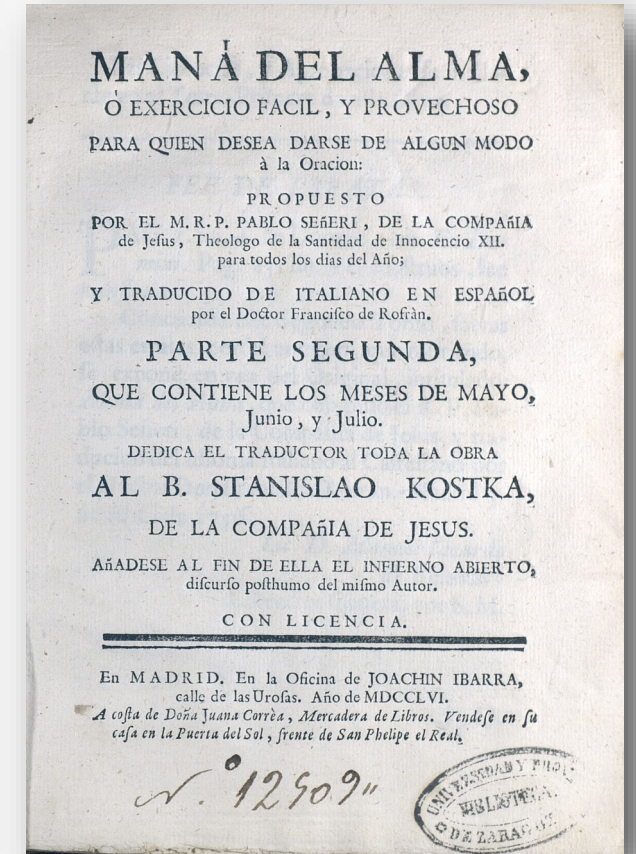 MANÁ DEL ALMA,
O EXERCICIO FACIL, Y PROVECHOSO
PARA QUIEN DESEA DARSE DE ALGUN MODO
à la Oracion:
PROPUESTO
POR EL M. R. P. PABLO SEñERI, DE LA COMPAñIA
de Jesus, Theologo de la Santidad de Innocencio XII.
para todos los dias del Año;
Y TRADUCIDO DE ITALIANO EN ESPAñOL
por el Doctor Francisco de Rofràn.
PARTE SEGUNDA,
QUE CONTIENE LOS MESES DE MAYO,
Junio, y Julio.
DEDICA EL TRADUCTOR TODA LA OBRA
AL B. STANISLAO KOSTKA,
DE LA COMPAñIA DE JESUS.
AñADESE AL FIN DE ELLA EL INFIERNO ABIERTO,
discurso posthumo del mismo Autor.
CON LICENCIA.
En MADRID. En la Oficina de JOACHIN IBARRA,
calle de las Urosas. Año de MDCCLVI.
A costa de Doña Juana Corrèa, Mercadera de Libros. Vendese en su
casa en la Puerta del Sol, frente de San Phelipe el Real.
N.º 12509
UNIVERSIDAD Y
BIBLIOTECA
DE ZARAGOZA